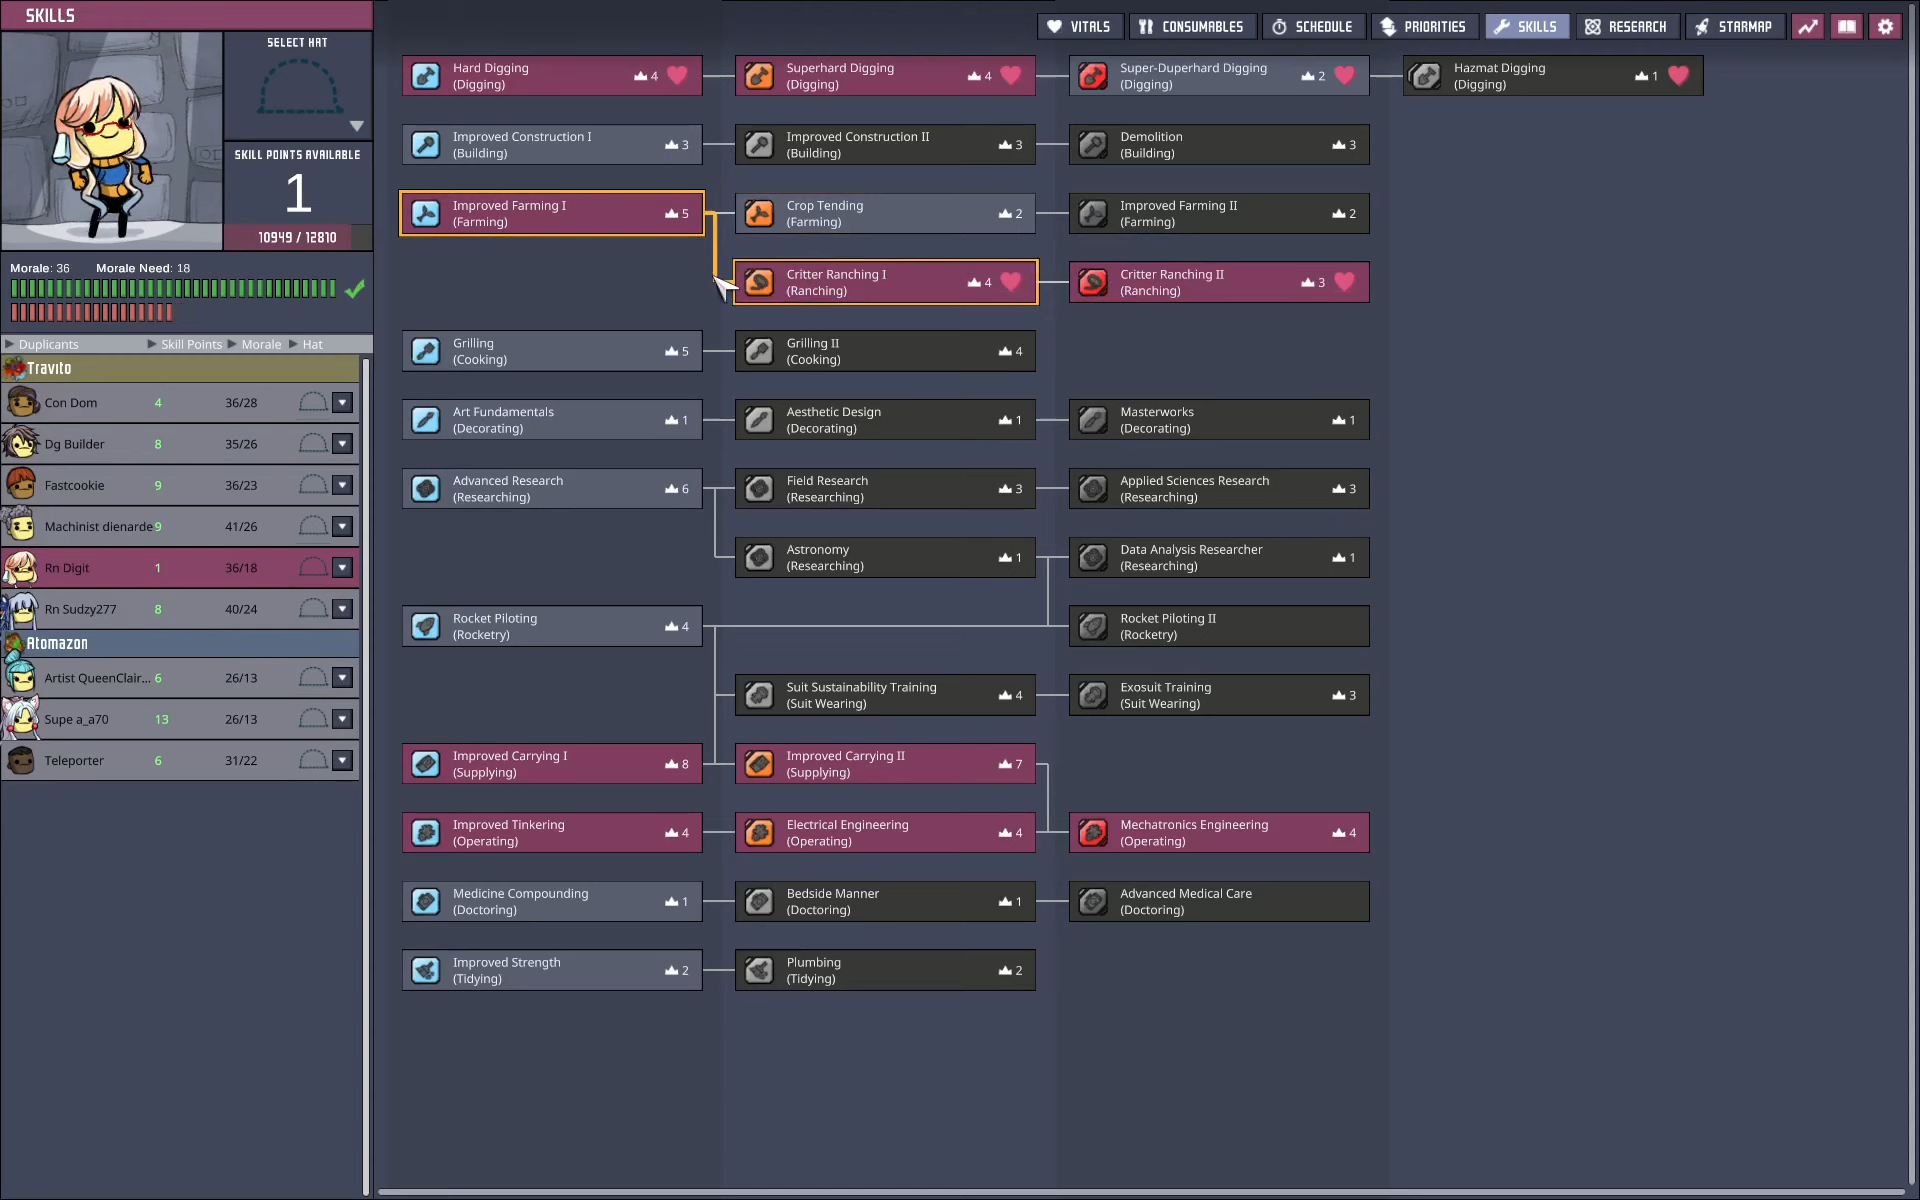 SKILLS
VITALS
CONSUMABLES
SCHEDULE
PRIORITIES
SKILLS
RESEARCH
STARMAP
SELECT HAT
SKILL POINTS AVAILABLE
1
10949 / 12810
Morale: 36 Morale Need: 18
Duplicants Skill Points Morale Hat
Travito
Con Dom 4 36/28
Dg Builder 8 35/26
Fastcookie 9 36/23
Machinist dienarde 9 41/26
Rn Digit 1 36/18
Rn Sudzy277 8 40/24
Atomazon
Artist QueenClair... 6 26/13
Supe a_a70 13 26/13
Teleporter 6 31/22
Hard Digging
(Digging)
4
Superhard Digging
(Digging)
4
Super-Duperhard Digging
(Digging)
2
Hazmat Digging
(Digging)
1
Improved Construction I
(Building)
3
Improved Construction II
(Building)
3
Demolition
(Building)
3
Improved Farming I
(Farming)
5
Crop Tending
(Farming)
2
Improved Farming II
(Farming)
2
Critter Ranching I
(Ranching)
4
Critter Ranching II
(Ranching)
3
Grilling
(Cooking)
5
Grilling II
(Cooking)
4
Art Fundamentals
(Decorating)
1
Aesthetic Design
(Decorating)
1
Masterworks
(Decorating)
1
Advanced Research
(Researching)
6
Field Research
(Researching)
3
Applied Sciences Research
(Researching)
3
Astronomy
(Researching)
1
Data Analysis Researcher
(Researching)
1
Rocket Piloting
(Rocketry)
4
Rocket Piloting II
(Rocketry)
Suit Sustainability Training
(Suit Wearing)
4
Exosuit Training
(Suit Wearing)
3
Improved Carrying I
(Supplying)
8
Improved Carrying II
(Supplying)
7
Improved Tinkering
(Operating)
4
Electrical Engineering
(Operating)
4
Mechatronics Engineering
(Operating)
4
Medicine Compounding
(Doctoring)
1
Bedside Manner
(Doctoring)
1
Advanced Medical Care
(Doctoring)
Improved Strength
(Tidying)
2
Plumbing
(Tidying)
2